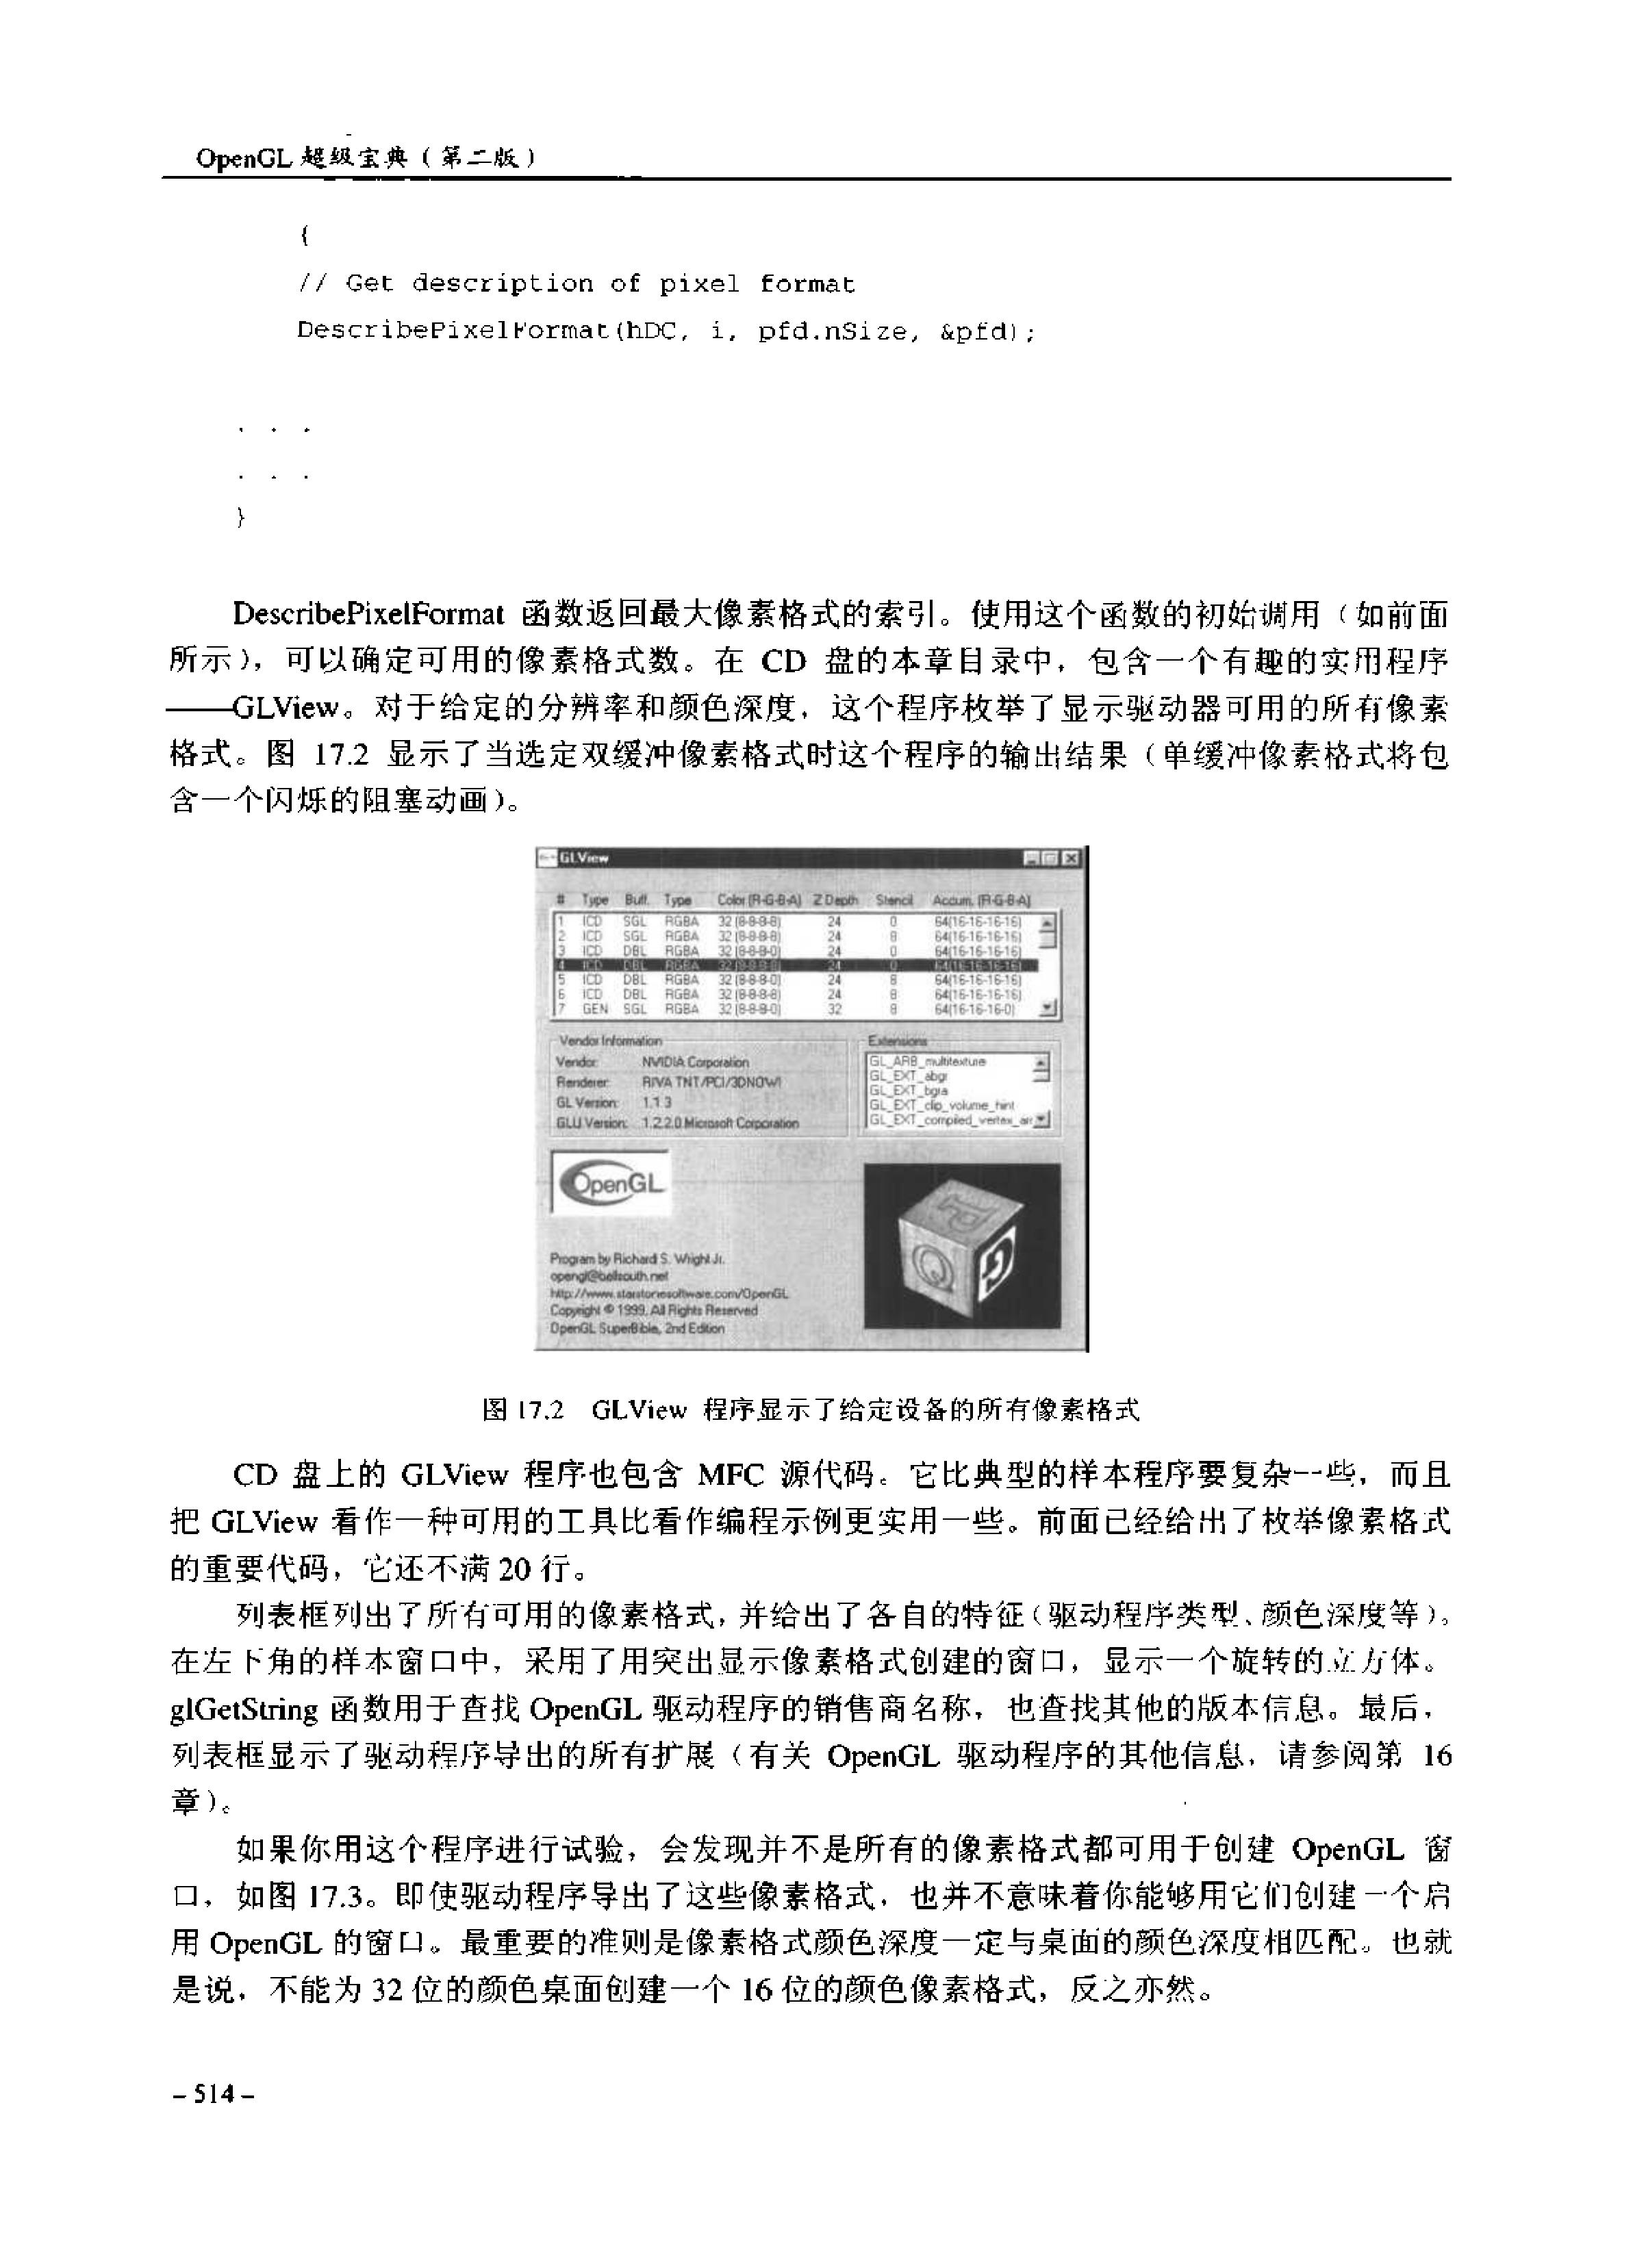 OpenGL 超级宝典（第二版）
{
// Get description of pixel format
DescribePixelFormat(hDC, i, pfd.nSize, &pfd);
. . .
. . .
}
DescribePixelFormat 函数返回最大像素格式的索引。使用这个函数的初始调用（如前面
所示），可以确定可用的像素格式数。在 CD 盘的本章目录中，包含一个有趣的实用程序
——GLView。对于给定的分辨率和颜色深度，这个程序枚举了显示驱动器可用的所有像素
格式。图 17.2 显示了当选定双缓冲像素格式时这个程序的输出结果（单缓冲像素格式将包
含一个闪烁的阻塞动画）。
GLView
# Type Buff. Type Color (R-G-B-A) Z Depth Stencil Accum. (R-G-B-A)
1 ICD SGL RGBA 32 (8-8-8-8) 24 0 64(16-16-16-16)
2 ICD SGL RGBA 32 (8-8-8-8) 24 8 64(16-16-16-16)
3 ICD DBL RGBA 32 (8-8-8-0) 24 0 64(16-16-16-16)
4 ICD DBL RGBA 24 0 64(16-16-16-16)
5 ICD DBL RGBA 32 (8-8-8-0) 24 8 64(16-16-16-16)
6 ICD DBL RGBA 32 (8-8-8-8) 24 8 64(16-16-16-16)
7 GEN SGL RGBA 32 (8-8-8-0) 32 8 64(16-16-16-0)
Vendor Information
Vendor: NVIDIA Corporation
Renderer: RIVA TNT/PCI/3DNOW!
GL Version: 1.1.3
GLU Version: 1.2.2.0 Microsoft Corporation
Extensions
GL_ARB_multitexture
GL_EXT_abgr
GL_EXT_bgra
GL_EXT_clip_volume_hint
GL_EXT_compiled_vertex_arr
OpenGL
R
Q
P
Program by Richard S. Wright Jr.
opengl@bellsouth.net
http://www.starstonesoftware.com/OpenGL
Copyright © 1999, All Rights Reserved
OpenGL SuperBible, 2nd Edition
图 17.2 GLView 程序显示了给定设备的所有像素格式
CD 盘上的 GLView 程序也包含 MFC 源代码。它比典型的样本程序要复杂一些，而且
把 GLView 看作一种可用的工具比看作编程示例更实用一些。前面已经给出了枚举像素格式
的重要代码，它还不满 20 行。
列表框列出了所有可用的像素格式，并给出了各自的特征（驱动程序类型、颜色深度等）。
在左下角的样本窗口中，采用了用突出显示像素格式创建的窗口，显示一个旋转的立方体。
glGetString 函数用于查找 OpenGL 驱动程序的销售商名称，也查找其他的版本信息。最后，
列表框显示了驱动程序导出的所有扩展（有关 OpenGL 驱动程序的其他信息，请参阅第 16
章）。
如果你用这个程序进行试验，会发现并不是所有的像素格式都可用于创建 OpenGL 窗
口，如图 17.3。即使驱动程序导出了这些像素格式，也并不意味着你能够用它们创建一个启
用 OpenGL 的窗口。最重要的准则是像素格式颜色深度一定与桌面的颜色深度相匹配。也就
是说，不能为 32 位的颜色桌面创建一个 16 位的颜色像素格式，反之亦然。
- 514 -